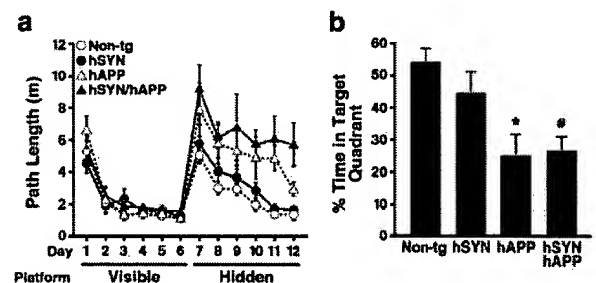 a
Non-tg
hSYN
hAPP
hSYN/hAPP
Path Length (m)
12
10
8
6
4
2
0
Day 1 2 3 4 5 6 7 8 9 10 11 12
Platform Visible Hidden
b
% Time in Target
Quadrant
60
50
40
30
20
10
0
*
#
Non-tg hSYN hAPP hSYN
hAPP